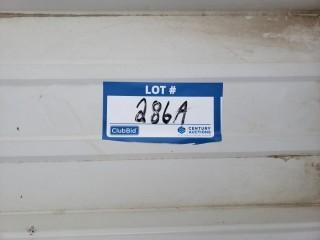 LOT #
286A
ClubBid CENTURY
AUCTIONS